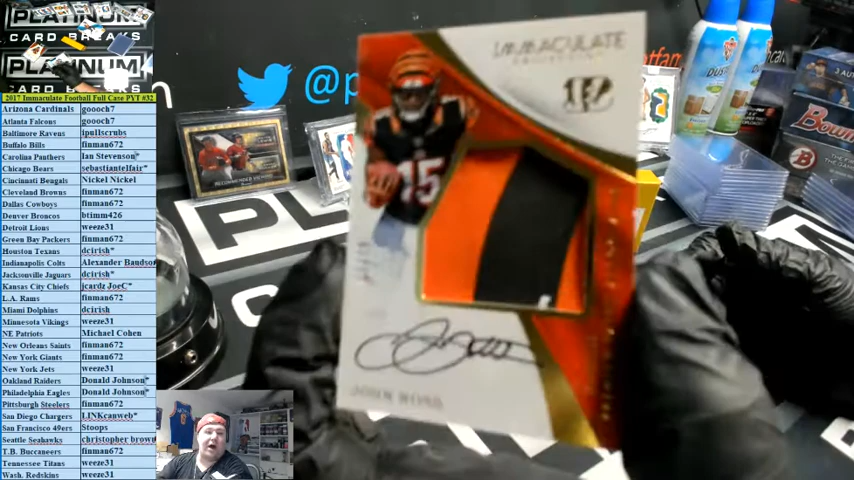 PLATINUM
CARD BREAKS
PLATINUM
CARD BREAKS
2017 Immaculate Football Full Case PYT #32
Arizona Cardinals goooch7
Atlanta Falcons goooch7
Baltimore Ravens ipullscrubs
Buffalo Bills finman672
Carolina Panthers Ian Stevenson*
Chicago Bears sebastiantelfair*
Cincinati Bengals Nickel Nickel
Cleveland Browns finman672
Dallas Cowboys finman672
Denver Broncos btimm426
Detroit Lions weeze31
Green Bay Packers finman672
Houston Texans dcirish*
Indianapolis Colts Alexander Baudson
Jacksonville Jaguars dcirish*
Kansas City Chiefs jcardz JoeC*
L.A. Rams finman672
Miami Dolphins dcirish
Minnesota Vikings weeze31
NE Patriots Michael Cohen
New Orleans Saints finman672
New York Giants finman672
New York Jets weeze31
Oakland Raiders Donald Johnson*
Philadelphia Eagles Donald Johnson*
Pittsburgh Steelers finman672
San Diego Chargers LINKcanweb*
San Francisco 49ers Stoops
Seattle Seahawks christopher brown
T.B. Buccaneers finman672
Tennessee Titans weeze31
Wash. Redskins weeze31
@p
IMMACULATE
COLLECTION
15
JOHN ROSS
DUST
Bowman
B
PL